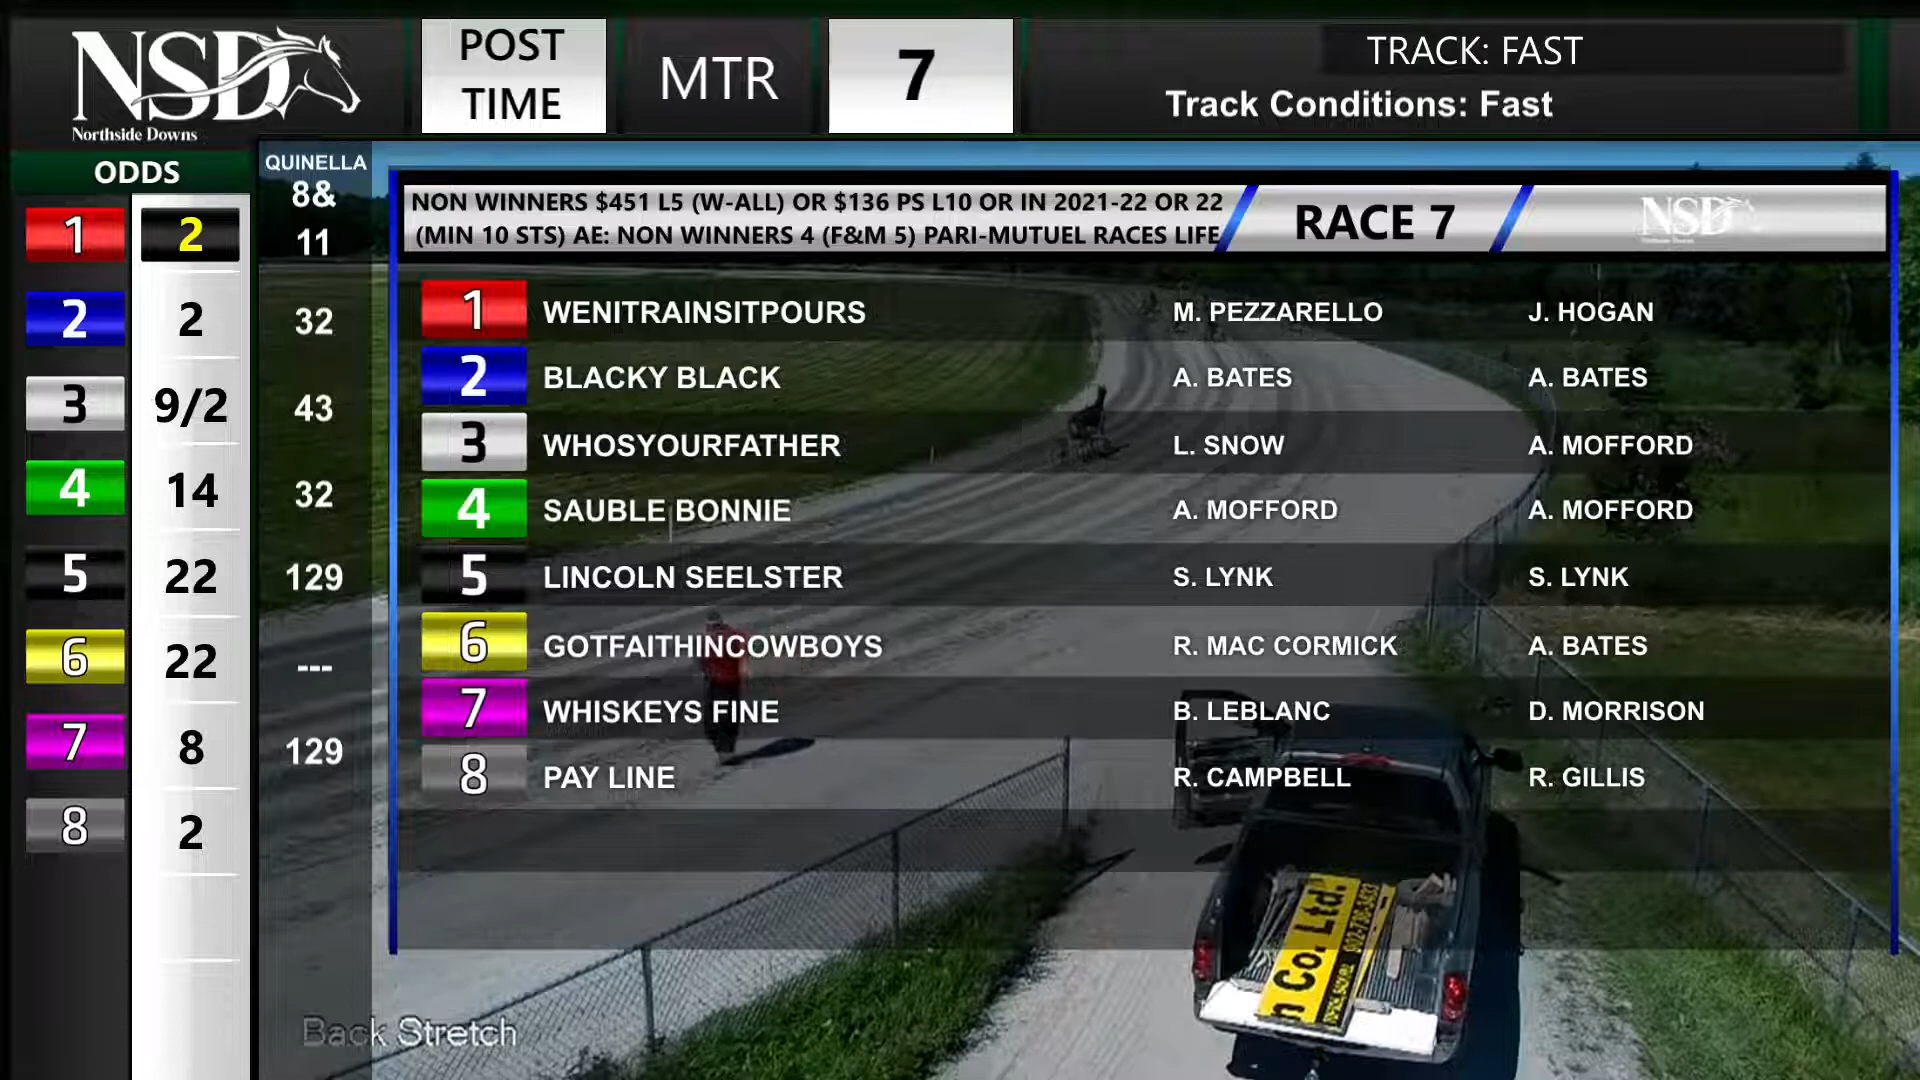 NSD
Northside Downs
POST
TIME
MTR
7
TRACK: FAST
Track Conditions: Fast
ODDS
QUINELLA
8&
1 2 11
2 2 32
3 9/2 43
4 14 32
5 22 129
6 22 ---
7 8 129
8 2
NON WINNERS $451 L5 (W-ALL) OR $136 PS L10 OR IN 2021-22 OR 22
(MIN 10 STS) AE: NON WINNERS 4 (F&M 5) PARI-MUTUEL RACES LIFE
RACE 7
NSD
1 WENITRAINSITPOURS M. PEZZARELLO J. HOGAN
2 BLACKY BLACK A. BATES A. BATES
3 WHOSYOURFATHER L. SNOW A. MOFFORD
4 SAUBLE BONNIE A. MOFFORD A. MOFFORD
5 LINCOLN SEELSTER S. LYNK S. LYNK
6 GOTFAITHINCOWBOYS R. MAC CORMICK A. BATES
7 WHISKEYS FINE B. LEBLANC D. MORRISON
8 PAY LINE R. CAMPBELL R. GILLIS
Co. Ltd.
Back Stretch